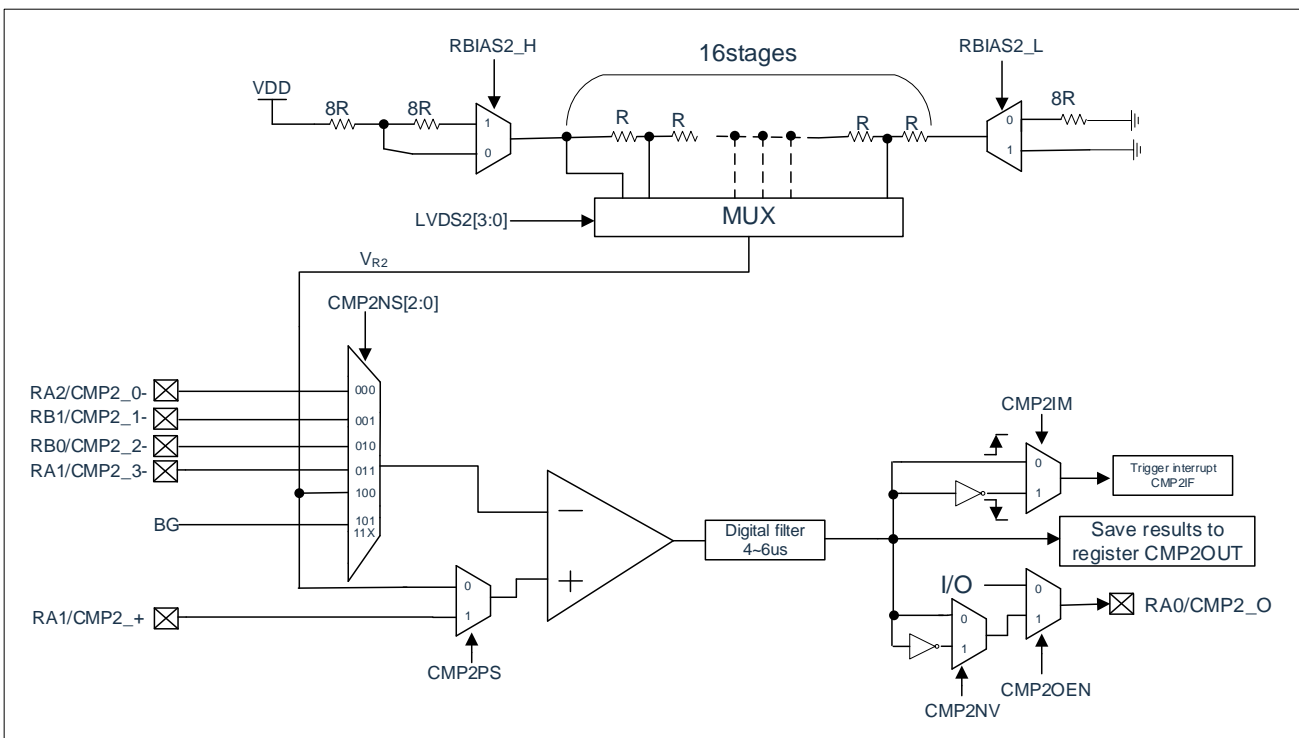 RBIAS2_H
16stages
RBIAS2_L
VDD
8R
8R
1
0
R
R
R
R
0
1
8R
LVDS2[3:0]
MUX
VR2
CMP2NS[2:0]
RA2/CMP2_0-
000
RB1/CMP2_1-
001
RB0/CMP2_2-
010
RA1/CMP2_3-
011
100
BG
101
11X
RA1/CMP2_+
0
1
CMP2PS
Digital filter
4~6us
CMP2IM
0
1
Trigger interrupt
CMP2IF
Save results to
register CMP2OUT
I/O
0
1
0
1
RA0/CMP2_O
CMP2OEN
CMP2NV